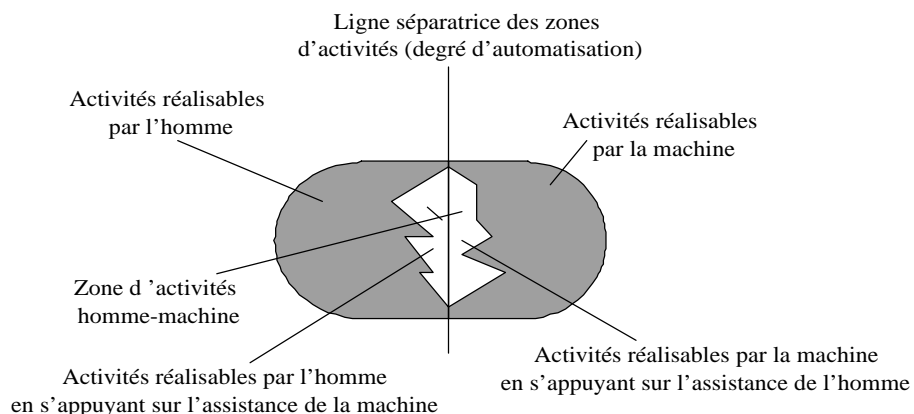 Ligne séparatrice des zones
d'activités (degré d'automatisation)
Activités réalisables
par l'homme
Activités réalisables
par la machine
Zone d 'activités
homme-machine
Activités réalisables par l'homme
en s'appuyant sur l'assistance de la machine
Activités réalisables par la machine
en s'appuyant sur l'assistance de l'homme